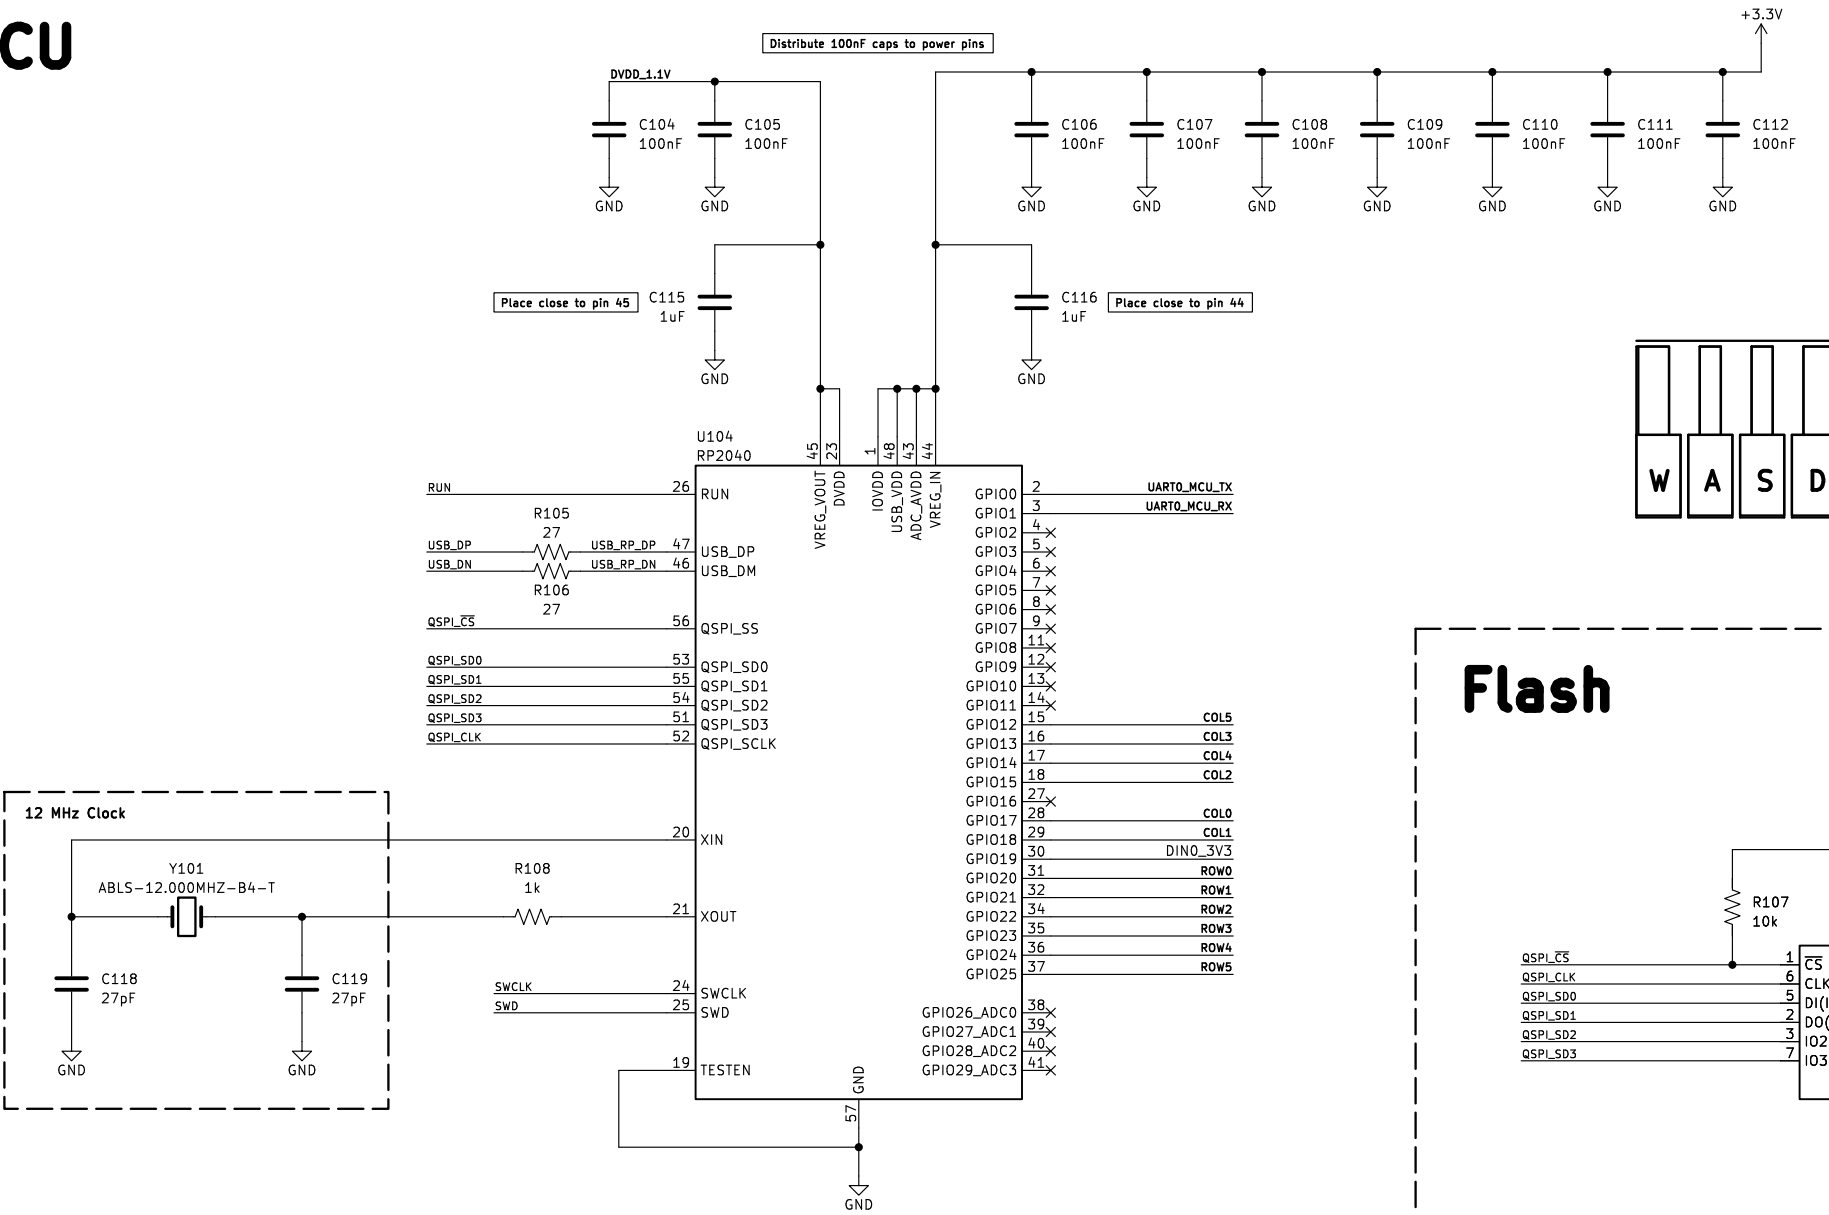 CU
+3.3V
Distribute 100nF caps to power pins
DVDD_1.1V
C104
100nF
GND
C105
100nF
GND
C106
100nF
GND
C107
100nF
GND
C108
100nF
GND
C109
100nF
GND
C110
100nF
GND
C111
100nF
GND
C112
100nF
GND
Place close to pin 45
C115
1uF
GND
C116
1uF
GND
Place close to pin 44
W A S D
U104
RP2040
45 VREG_VOUT
23 DVDD
1 IOVDD
48 USB_VDD
43 ADC_AVDD
44 VREG_IN
RUN 26 RUN
R105
27
USB_DP USB_RP_DP 47 USB_DP
USB_DN USB_RP_DN 46 USB_DM
R106
27
QSPI_CS 56 QSPI_SS
QSPI_SD0 53 QSPI_SD0
QSPI_SD1 55 QSPI_SD1
QSPI_SD2 54 QSPI_SD2
QSPI_SD3 51 QSPI_SD3
QSPI_CLK 52 QSPI_SCLK
12 MHz Clock
20 XIN
Y101
ABLS-12.000MHZ-B4-T
R108
1k
21 XOUT
C118
27pF
GND
C119
27pF
GND
SWCLK 24 SWCLK
SWD 25 SWD
19 TESTEN
GND 57
GND
GPIO0 2 UART0_MCU_TX
GPIO1 3 UART0_MCU_RX
GPIO2 4
GPIO3 5
GPIO4 6
GPIO5 7
GPIO6 8
GPIO7 9
GPIO8 11
GPIO9 12
GPIO10 13
GPIO11 14
GPIO12 15 COL5
GPIO13 16 COL3
GPIO14 17 COL4
GPIO15 18 COL2
GPIO16 27
GPIO17 28 COL0
GPIO18 29 COL1
GPIO19 30 DIN0_3V3
GPIO20 31 ROW0
GPIO21 32 ROW1
GPIO22 34 ROW2
GPIO23 35 ROW3
GPIO24 36 ROW4
GPIO25 37 ROW5
GPIO26_ADC0 38
GPIO27_ADC1 39
GPIO28_ADC2 40
GPIO29_ADC3 41
Flash
R107
10k
QSPI_CS 1 CS
QSPI_CLK 6 CLK
QSPI_SD0 5 DI(I
QSPI_SD1 2 DO(
QSPI_SD2 3 IO2
QSPI_SD3 7 IO3